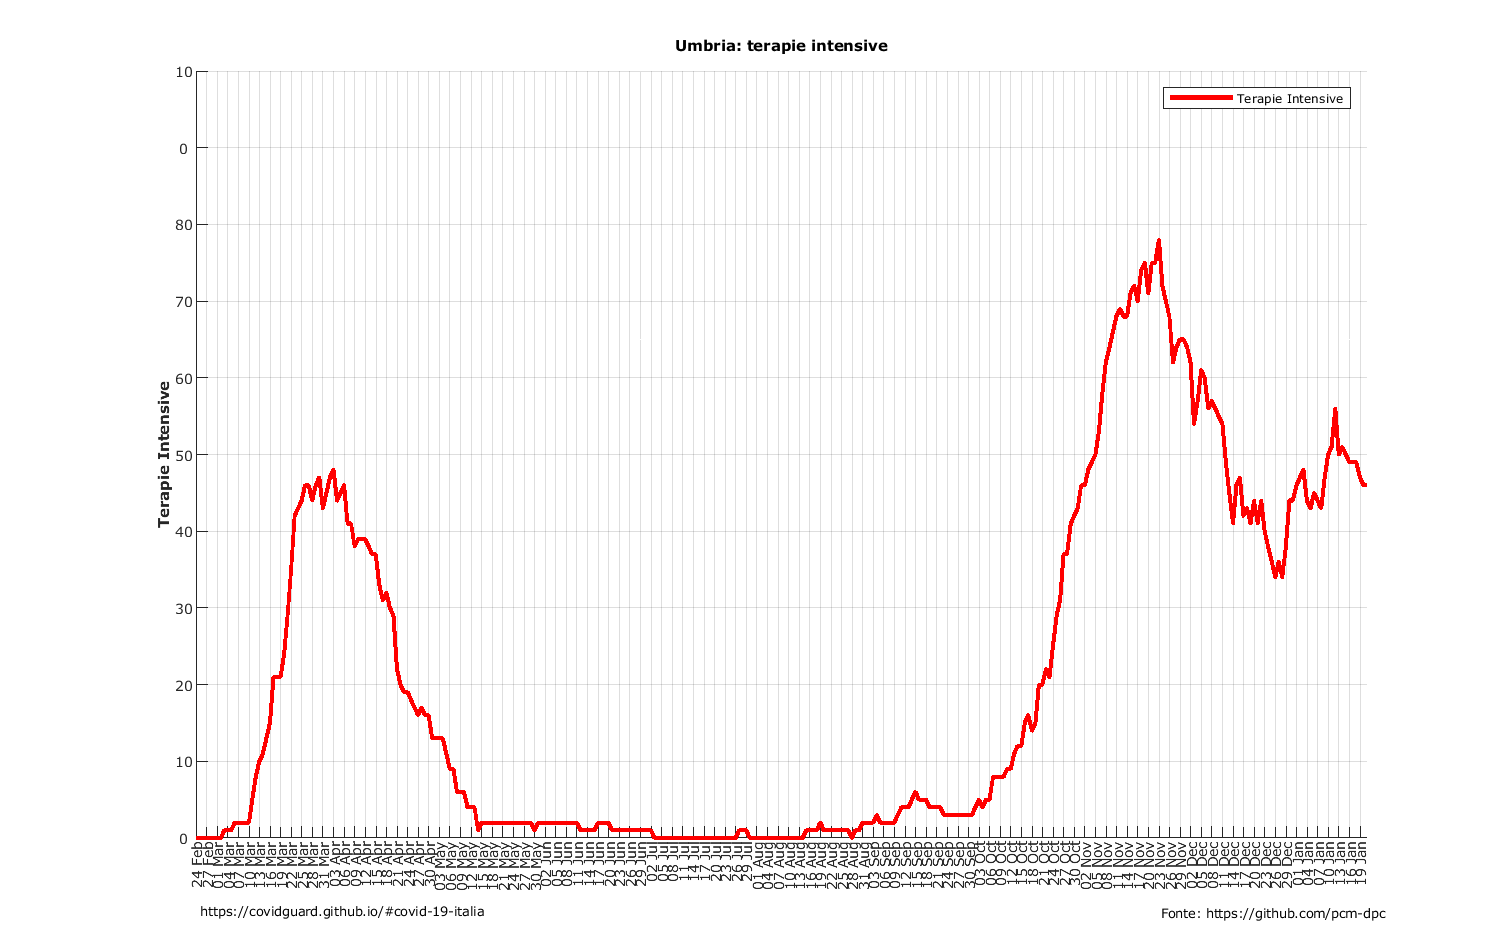 Umbria: terapie intensive
Terapie Intensive
10
0
80
70
60
50
40
30
20
10
0
Terapie Intensive
24 Feb
27 Feb
01 Mar
04 Mar
07 Mar
10 Mar
13 Mar
16 Mar
19 Mar
22 Mar
25 Mar
28 Mar
31 Mar
03 Apr
06 Apr
09 Apr
12 Apr
15 Apr
18 Apr
21 Apr
24 Apr
27 Apr
30 Apr
03 May
06 May
09 May
12 May
15 May
18 May
21 May
24 May
27 May
30 May
02 Jun
05 Jun
08 Jun
11 Jun
14 Jun
17 Jun
20 Jun
23 Jun
26 Jun
29 Jun
02 Jul
05 Jul
08 Jul
11 Jul
14 Jul
17 Jul
20 Jul
23 Jul
26 Jul
29 Jul
01 Aug
04 Aug
07 Aug
10 Aug
13 Aug
16 Aug
19 Aug
22 Aug
25 Aug
28 Aug
31 Aug
03 Sep
06 Sep
09 Sep
12 Sep
15 Sep
18 Sep
21 Sep
24 Sep
27 Sep
30 Sep
03 Oct
06 Oct
09 Oct
12 Oct
15 Oct
18 Oct
21 Oct
24 Oct
27 Oct
30 Oct
02 Nov
05 Nov
08 Nov
11 Nov
14 Nov
17 Nov
20 Nov
23 Nov
26 Nov
29 Nov
02 Dec
05 Dec
08 Dec
11 Dec
14 Dec
17 Dec
20 Dec
23 Dec
26 Dec
29 Dec
01 Jan
04 Jan
07 Jan
10 Jan
13 Jan
16 Jan
19 Jan
https://covidguard.github.io/#covid-19-italia
Fonte: https://github.com/pcm-dpc